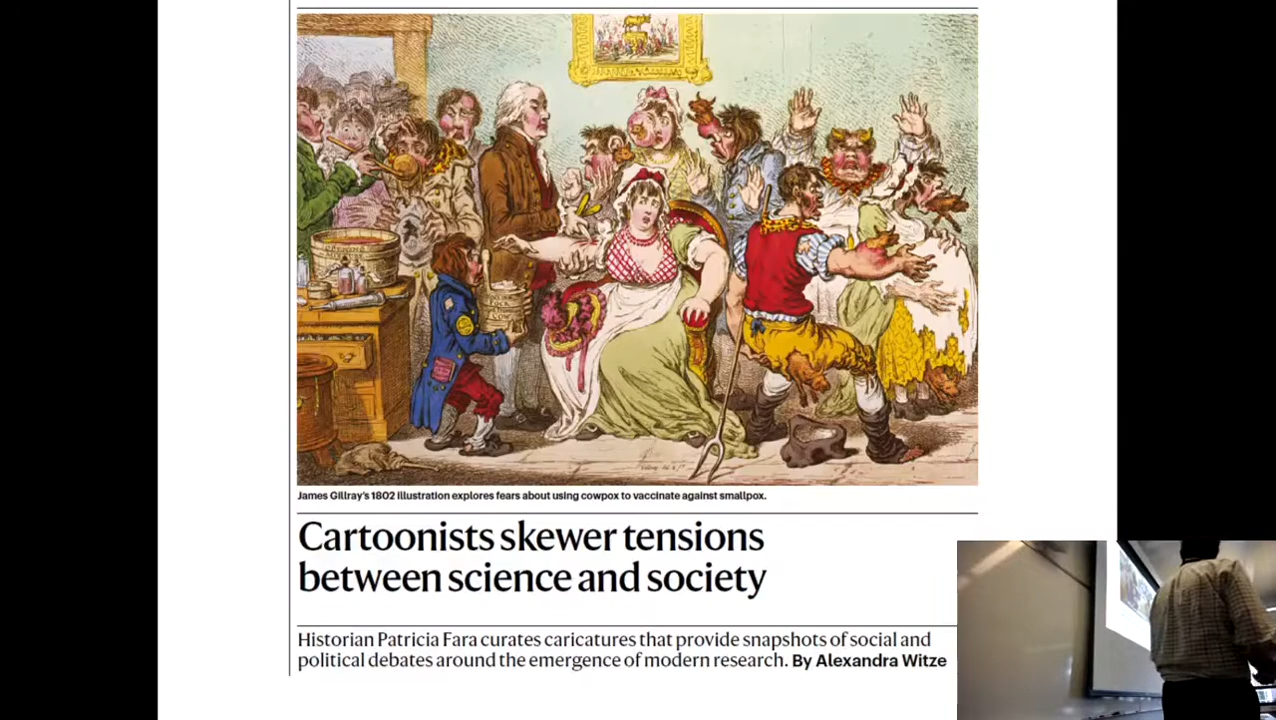 James Gillray's 1802 illustration explores fears about using cowpox to vaccinate against smallpox.
Cartoonists skewer tensions
between science and society
Historian Patricia Fara curates caricatures that provide snapshots of social and
political debates around the emergence of modern research. By Alexandra Witze